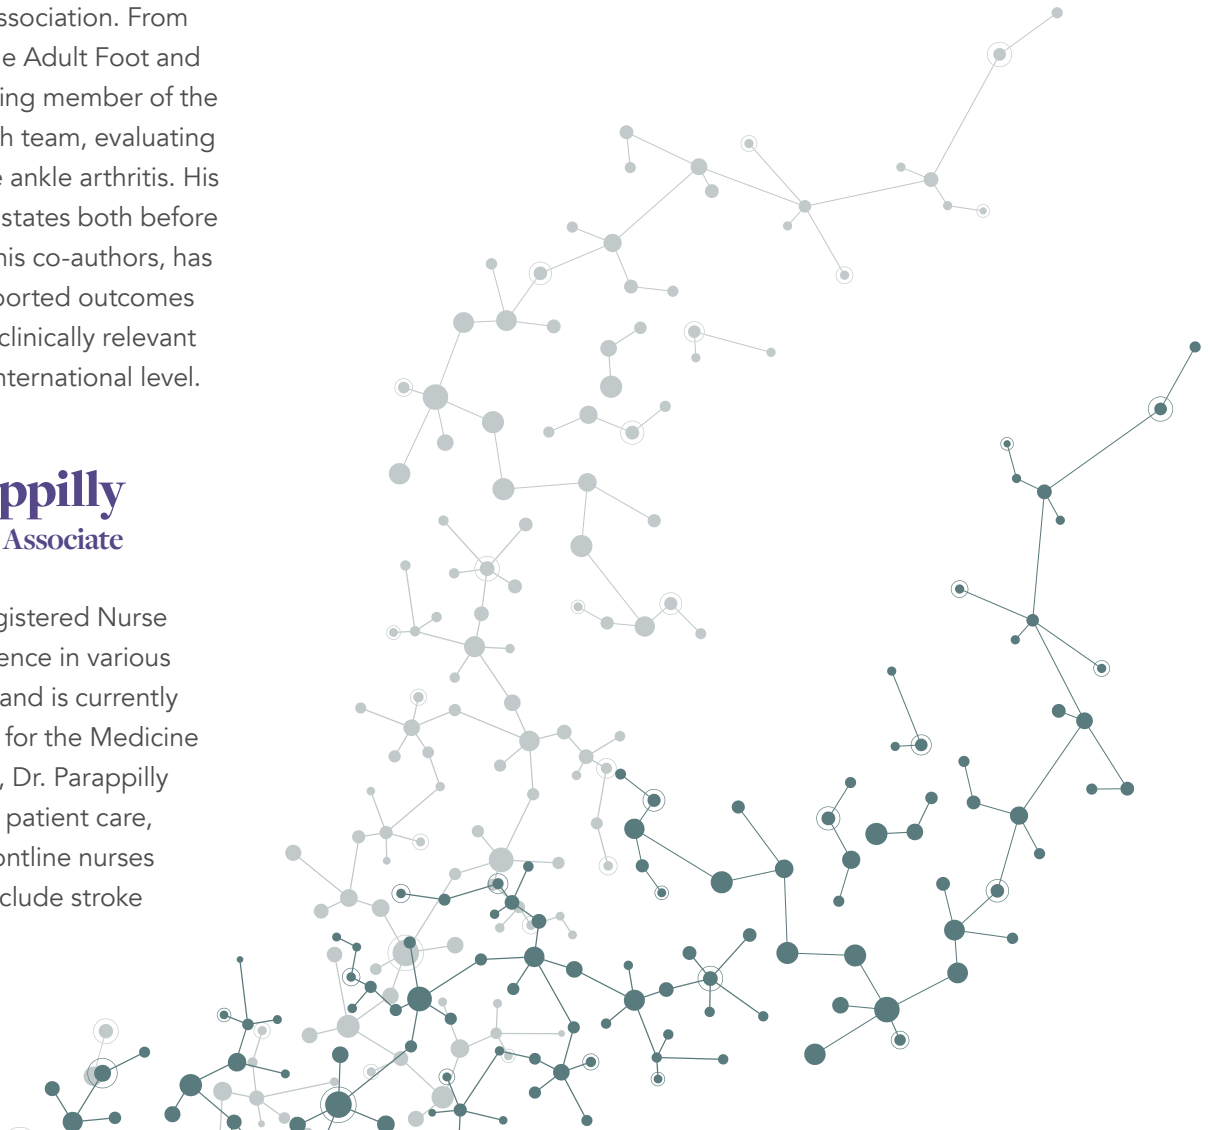 ssociation. From
e Adult Foot and
ing member of the
h team, evaluating
e ankle arthritis. His
states both before
his co-authors, has
ported outcomes
clinically relevant
nternational level.
ppilly
Associate
gistered Nurse
ence in various
and is currently
for the Medicine
, Dr. Parappilly
patient care,
ontline nurses
clude stroke